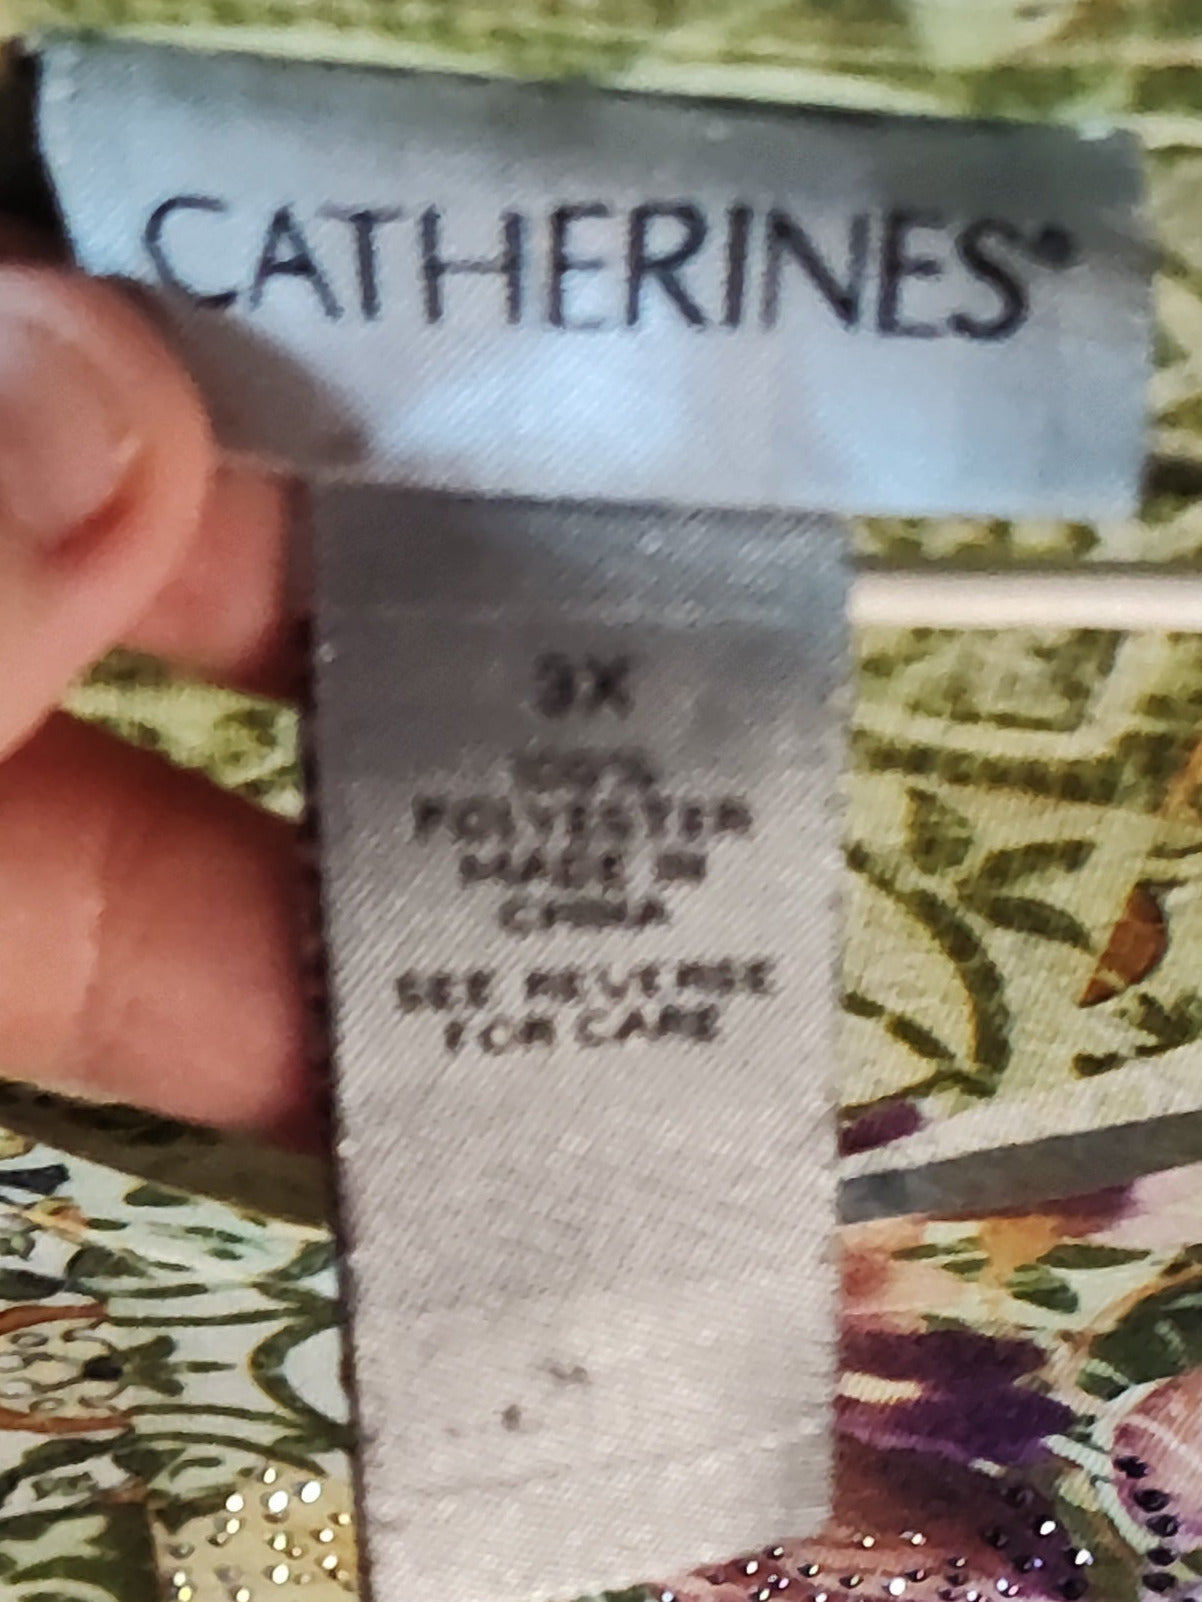 CATHERINES®
3X
100%
POLYESTER
MADE IN
CHINA
SEE REVERSE
FOR CARE